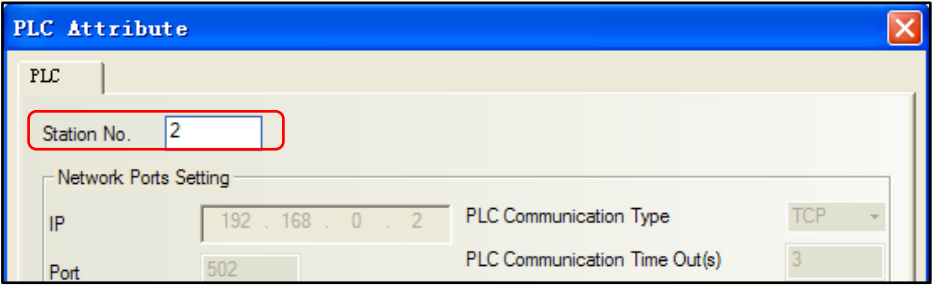 PLC Attribute
PLC
Station No. 2
Network Ports Setting
IP 192 . 168 . 0 . 2 PLC Communication Type TCP
Port 502 PLC Communication Time Out(s) 3